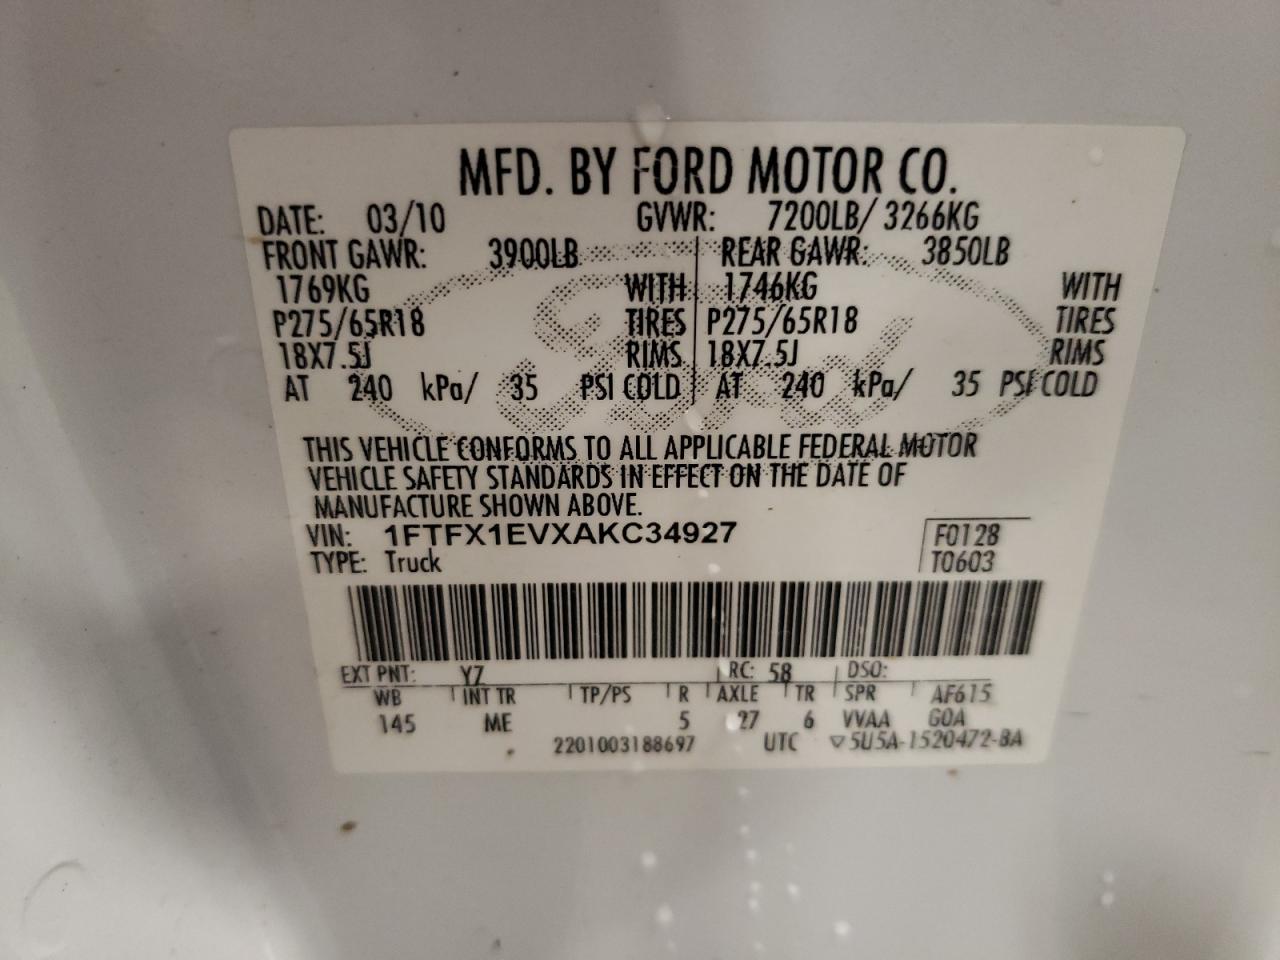 MFD. BY FORD MOTOR CO.
DATE: 03/10 GVWR: 7200LB/ 3266KG
FRONT GAWR: 3900LB REAR GAWR: 3850LB
1769KG WITH 1746KG WITH
P275/65R18 TIRES P275/65R18 TIRES
18X7.5J RIMS 18X7.5J RIMS
AT 240 kPa/ 35 PSI COLD AT 240 kPa/ 35 PSI COLD
Ford
THIS VEHICLE CONFORMS TO ALL APPLICABLE FEDERAL MOTOR
VEHICLE SAFETY STANDARDS IN EFFECT ON THE DATE OF
MANUFACTURE SHOWN ABOVE.
VIN: 1FTFX1EVXAKC34927 F0128
TYPE: Truck T0603
EXT PNT: YZ RC: 58 DSO:
WB INT TR TP/PS R AXLE TR SPR AF615
145 ME 5 27 6 VVAA GOA
2201003188697 UTC ▽5U5A-1520472-BA